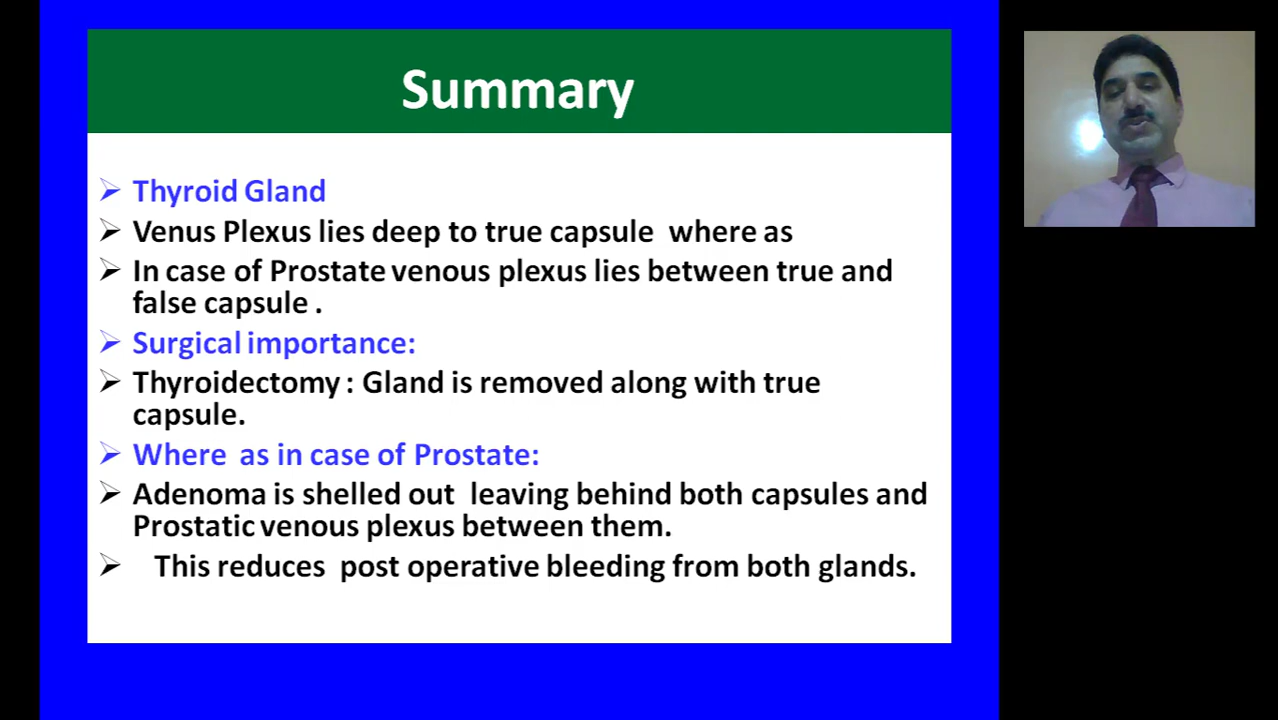 Summary
Thyroid Gland
Venus Plexus lies deep to true capsule where as
In case of Prostate venous plexus lies between true and
false capsule .
Surgical importance:
Thyroidectomy : Gland is removed along with true
capsule.
Where as in case of Prostate:
Adenoma is shelled out leaving behind both capsules and
Prostatic venous plexus between them.
This reduces post operative bleeding from both glands.